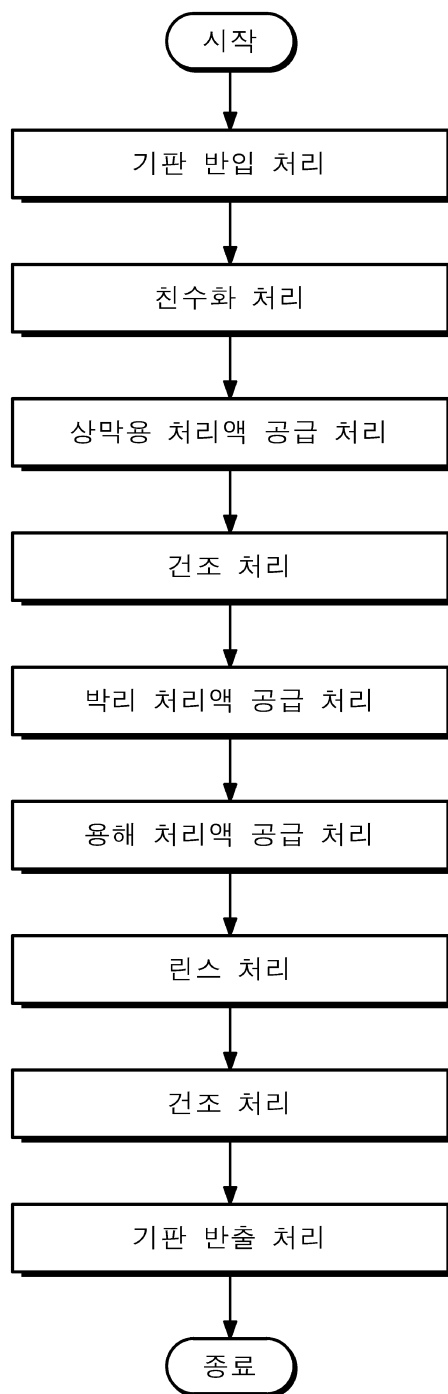 시작
기판 반입 처리
친수화 처리
상막용 처리액 공급 처리
건조 처리
박리 처리액 공급 처리
용해 처리액 공급 처리
린스 처리
건조 처리
기판 반출 처리
종료